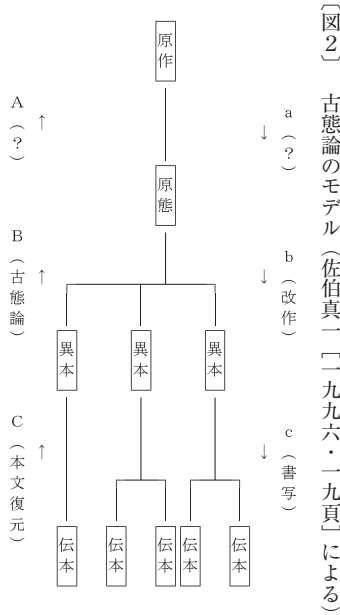 〔図２〕　古態論のモデル（佐伯真一［一九九六・一九頁］による）
a（？）
↓
b（改作）
↓
c（書写）
↓
原作
原態
異本
異本
異本
伝本
伝本
伝本
伝本
伝本
A（？）
↑
B（古態論）
↑
C（本文復元）
↑